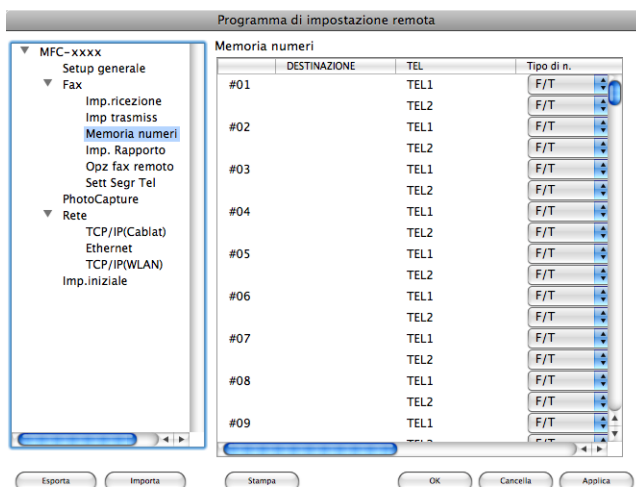 Programma di impostazione remota
MFC-xxxx
Setup generale
Fax
Imp.ricezione
Imp trasmiss
Memoria numeri
Imp. Rapporto
Opz fax remoto
Sett Segr Tel
PhotoCapture
Rete
TCP/IP(Cablat)
Ethernet
TCP/IP(WLAN)
Imp.iniziale
Memoria numeri
DESTINAZIONE TEL Tipo di n.
#01 TEL1 F/T
TEL2 F/T
#02 TEL1 F/T
TEL2 F/T
#03 TEL1 F/T
TEL2 F/T
#04 TEL1 F/T
TEL2 F/T
#05 TEL1 F/T
TEL2 F/T
#06 TEL1 F/T
TEL2 F/T
#07 TEL1 F/T
TEL2 F/T
#08 TEL1 F/T
TEL2 F/T
#09 TEL1 F/T
Esporta Importa Stampa OK Cancella Applica